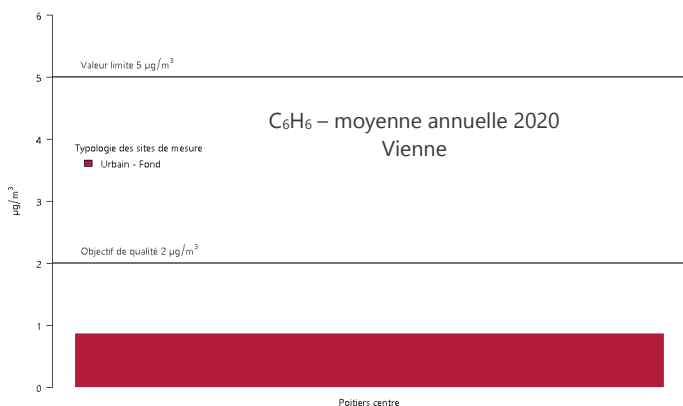 6
Valeur limite 5 µg/m³
5
C₆H₆ – moyenne annuelle 2020
Vienne
4
Typologie des sites de mesure
Urbain - Fond
µg/m³
3
Objectif de qualité 2 µg/m³
2
1
0
Poitiers centre